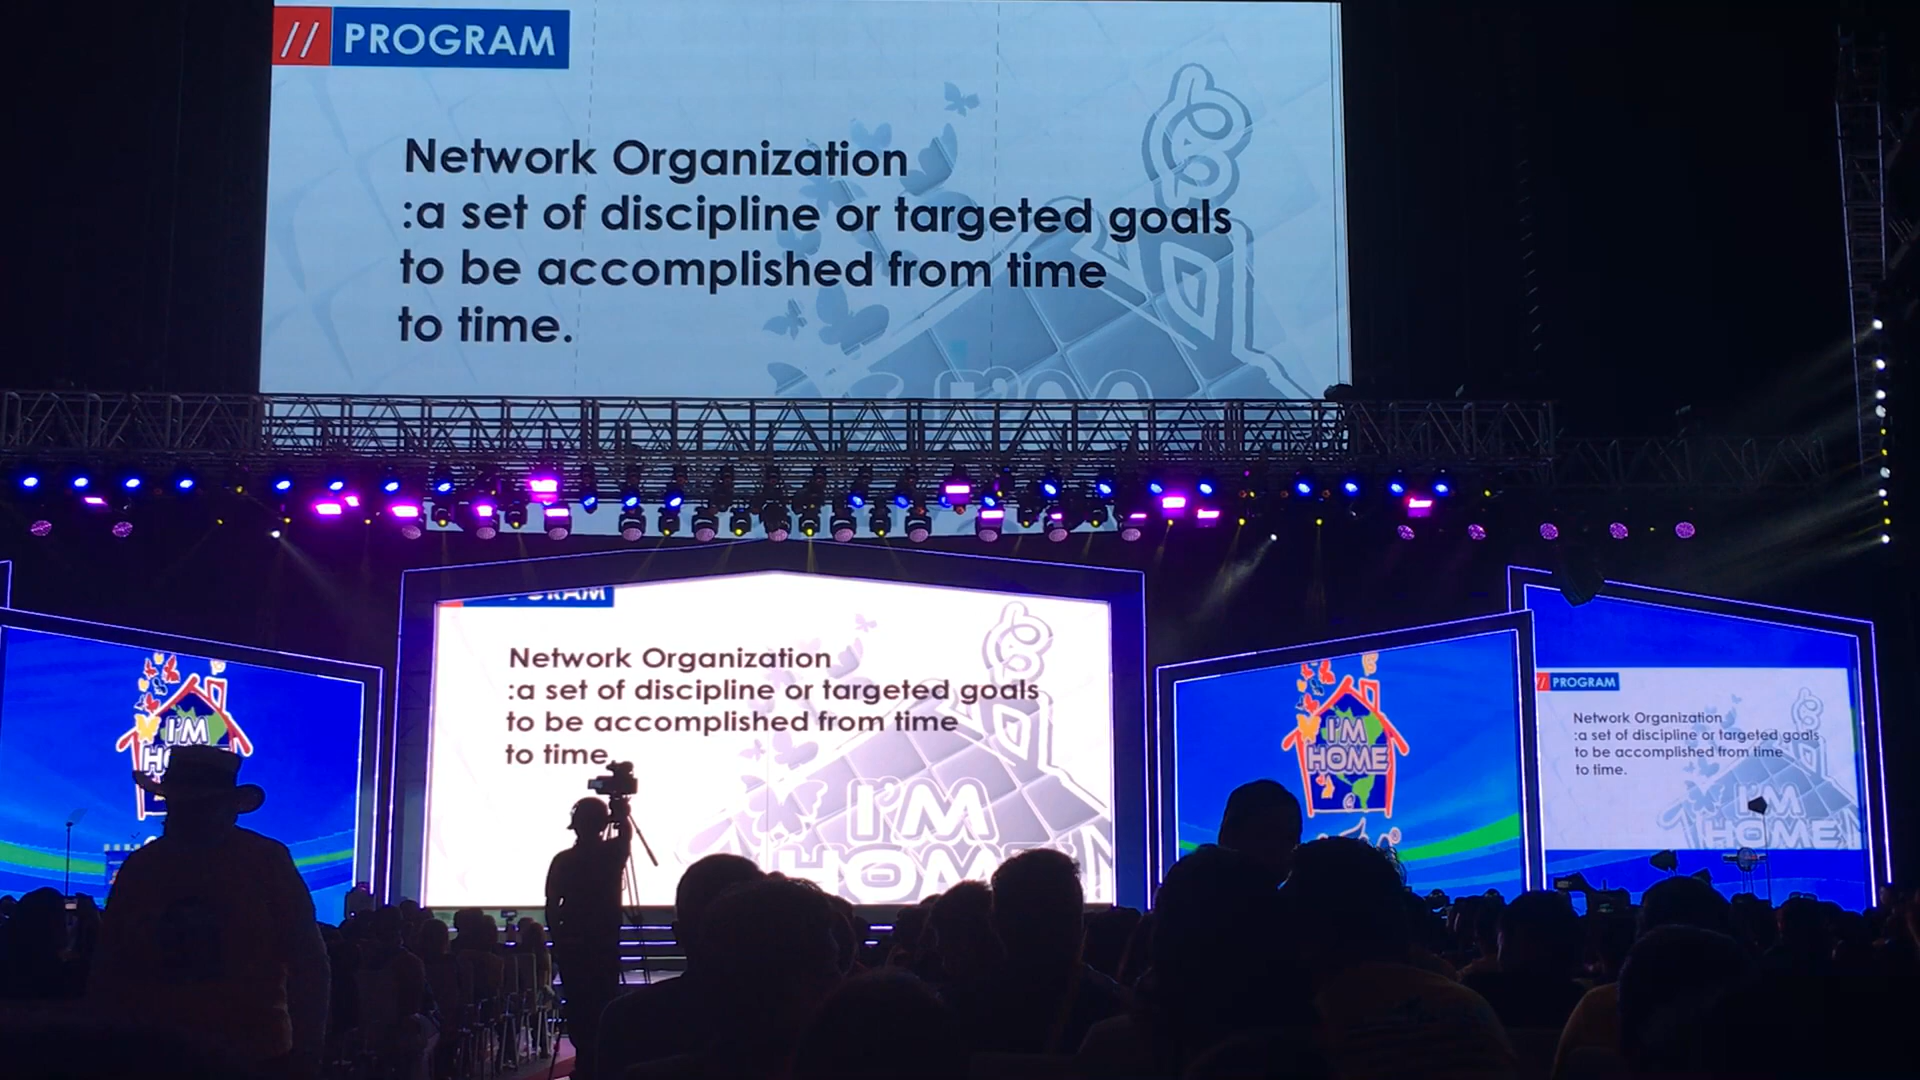 // PROGRAM
Network Organization
:a set of discipline or targeted goals
to be accomplished from time
to time.
I'm
Network Organization
:a set of discipline or targeted goals
to be accomplished from time
to time.
I'M
HOME
I'M
I'M
HOME
// PROGRAM
Network Organization
:a set of discipline or targeted goals
to be accomplished from time
to time.
I'M
HOME